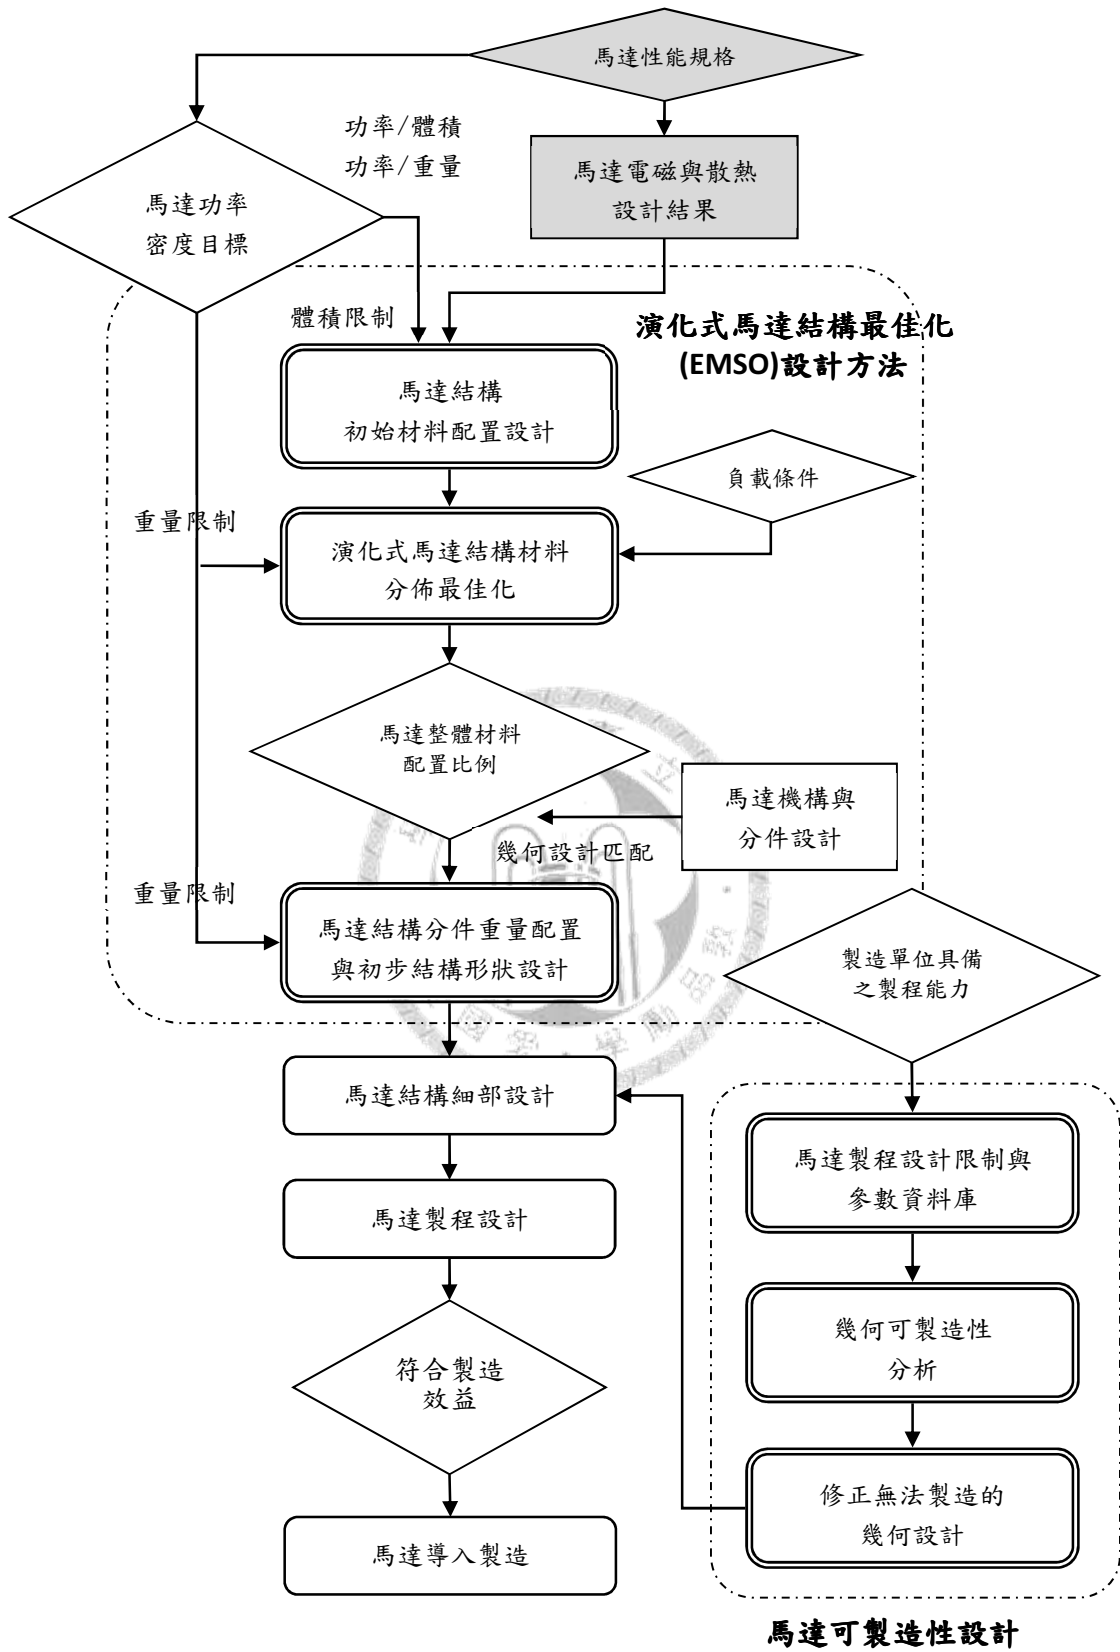 馬達性能規格
功率/體積
功率/重量
馬達電磁與散熱
設計結果
馬達功率
密度目標
體積限制
演化式馬達結構最佳化
(EMSO)設計方法
馬達結構
初始材料配置設計
負載條件
重量限制
演化式馬達結構材料
分佈最佳化
馬達整體材料
配置比例
馬達機構與
分件設計
幾何設計匹配
重量限制
馬達結構分件重量配置
與初步結構形狀設計
製造單位具備
之製程能力
馬達結構細部設計
馬達製程設計限制與
參數資料庫
馬達製程設計
幾何可製造性
分析
符合製造
效益
修正無法製造的
幾何設計
馬達導入製造
馬達可製造性設計